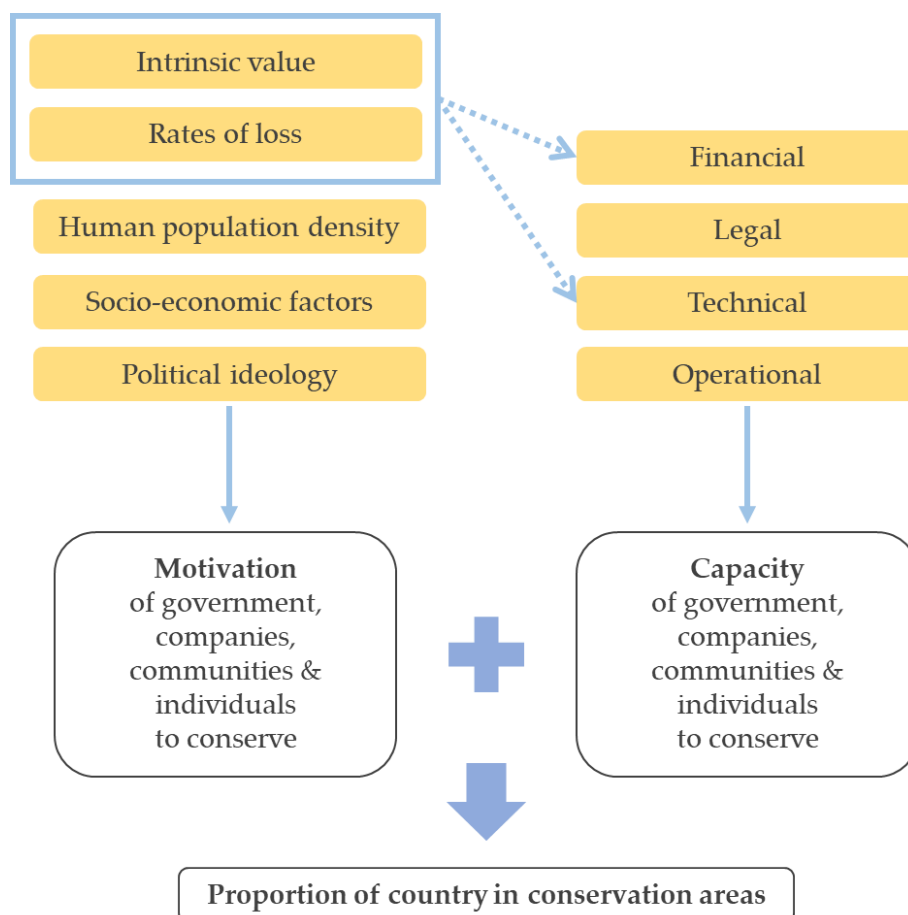 Intrinsic value
Rates of loss
Human population density
Socio-economic factors
Political ideology
Financial
Legal
Technical
Operational
Motivation
of government,
companies,
communities &
individuals
to conserve
Capacity
of government,
companies,
communities &
individuals
to conserve
Proportion of country in conservation areas